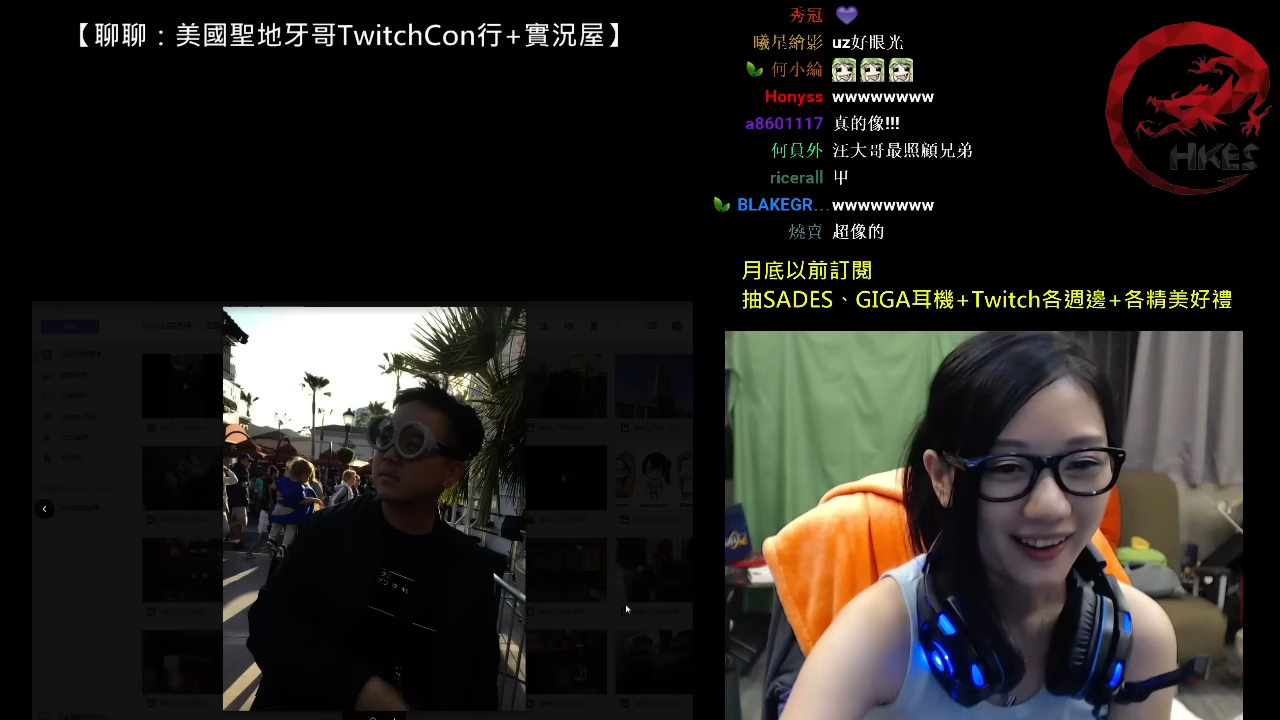 【聊聊：美國聖地牙哥TwitchCon行+實況屋】
秀冠
曦星繪影 uz好眼光
何小綸
Honyss wwwwwwww
a8601117 真的像!!!
何員外 汪大哥最照顧兄弟
ricerall 甲
BLAKEGR... wwwwwwww
燒賣 超像的
HKES
月底以前訂閱
抽SADES、GIGA耳機+Twitch各週邊+各精美好禮